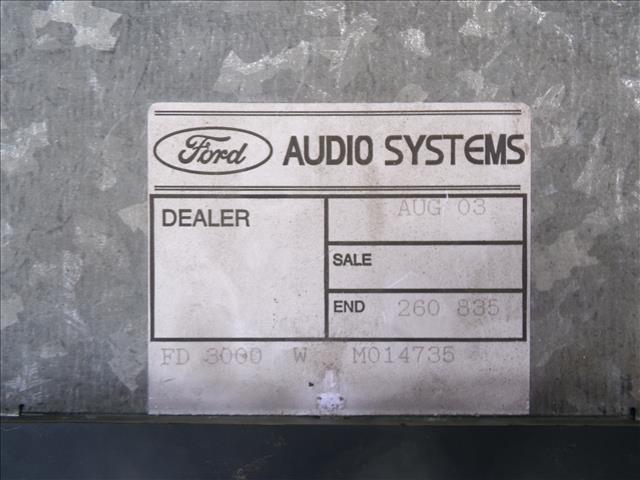 Ford AUDIO SYSTEMS
DEALER
AUG 03
SALE
END 260 835
FD 3000 W M014735